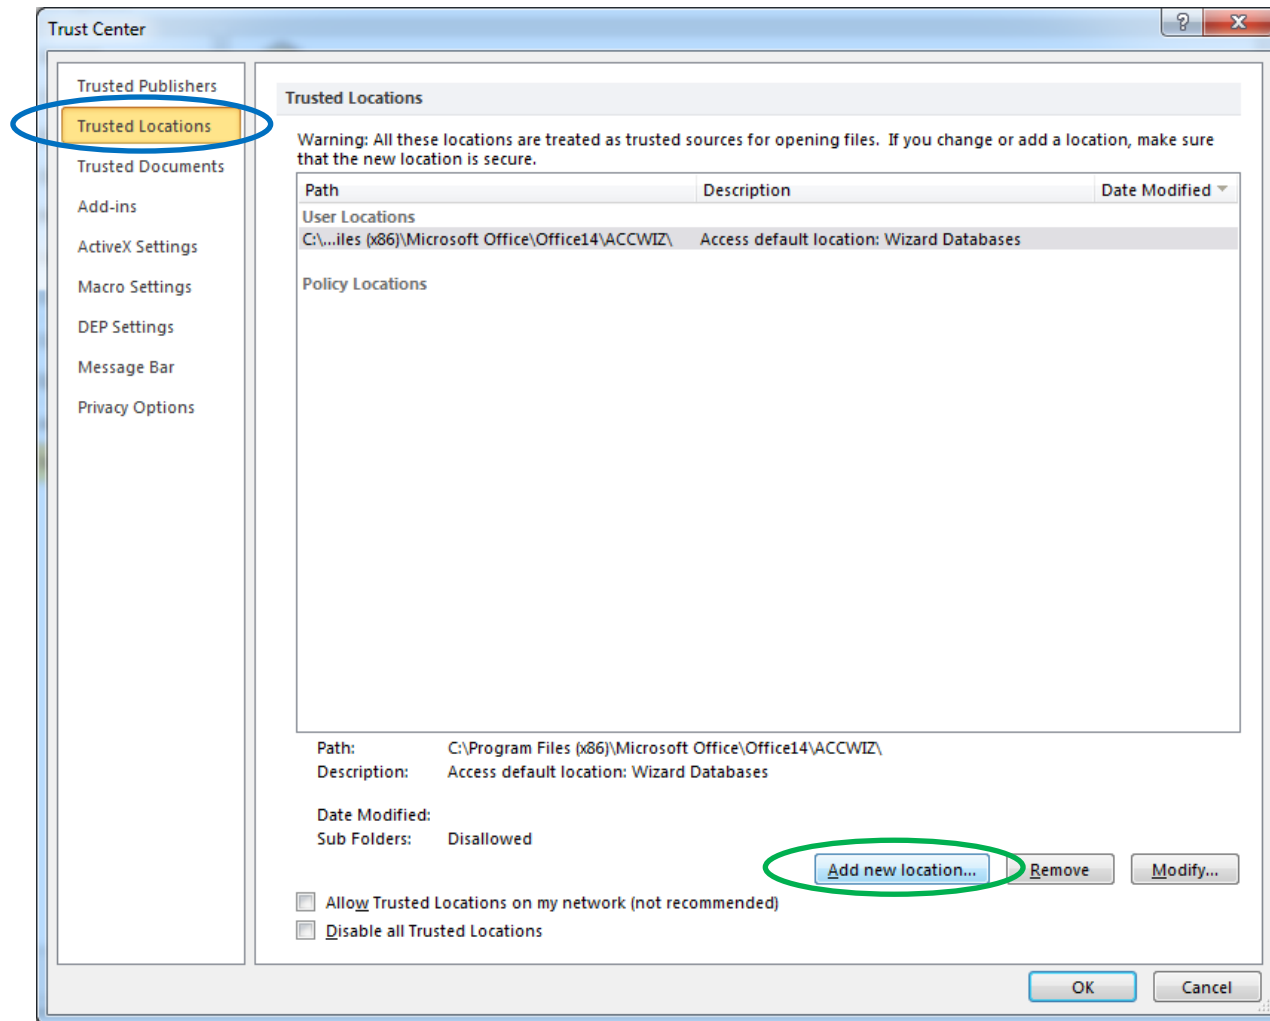 Trust Center
Trusted Publishers
Trusted Locations
Trusted Documents
Add-ins
ActiveX Settings
Macro Settings
DEP Settings
Message Bar
Privacy Options
Trusted Locations
Warning: All these locations are treated as trusted sources for opening files. If you change or add a location, make sure
that the new location is secure.
Path Description Date Modified
User Locations
C:\...iles (x86)\Microsoft Office\Office14\ACCWIZ\ Access default location: Wizard Databases
Policy Locations
Path: C:\Program Files (x86)\Microsoft Office\Office14\ACCWIZ\
Description: Access default location: Wizard Databases
Date Modified:
Sub Folders: Disallowed
Add new location... Remove Modify...
Allow Trusted Locations on my network (not recommended)
Disable all Trusted Locations
OK Cancel